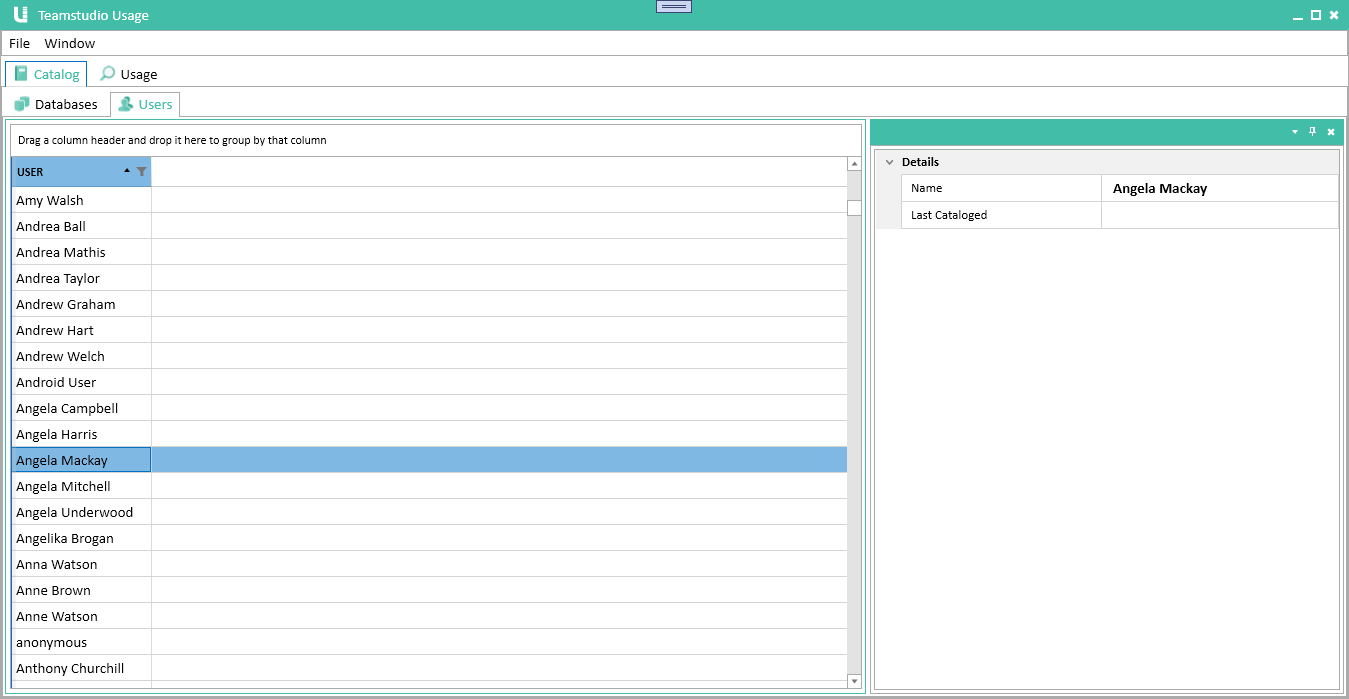 Teamstudio Usage
File Window
Catalog Usage
Databases Users
Drag a column header and drop it here to group by that column
USER
Amy Walsh
Andrea Ball
Andrea Mathis
Andrea Taylor
Andrew Graham
Andrew Hart
Andrew Welch
Android User
Angela Campbell
Angela Harris
Angela Mackay
Angela Mitchell
Angela Underwood
Angelika Brogan
Anna Watson
Anne Brown
Anne Watson
anonymous
Anthony Churchill
Details
Name Angela Mackay
Last Cataloged